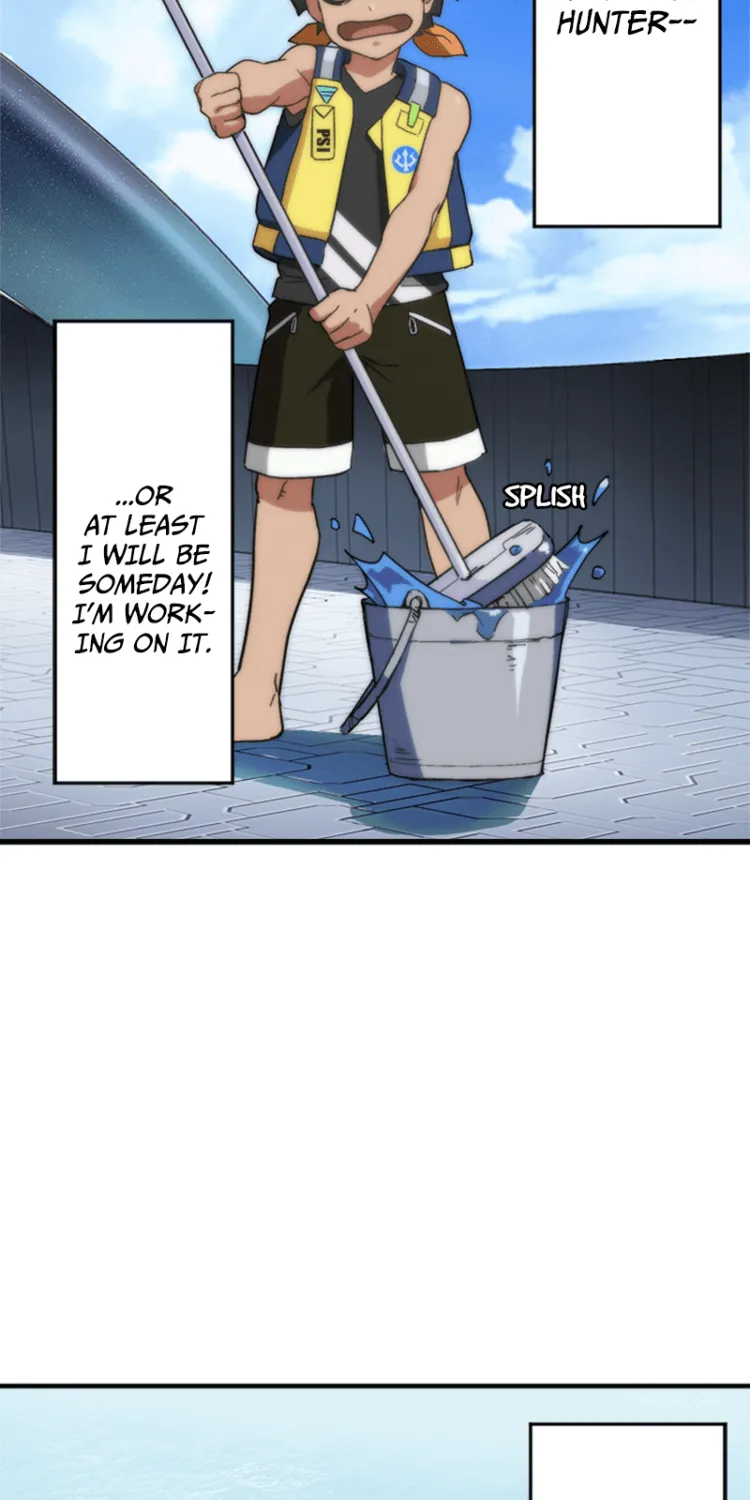 HUNTER--
PSI
SPLISH
...OR
AT LEAST
I WILL BE
SOMEDAY!
I'M WORK-
ING ON IT.